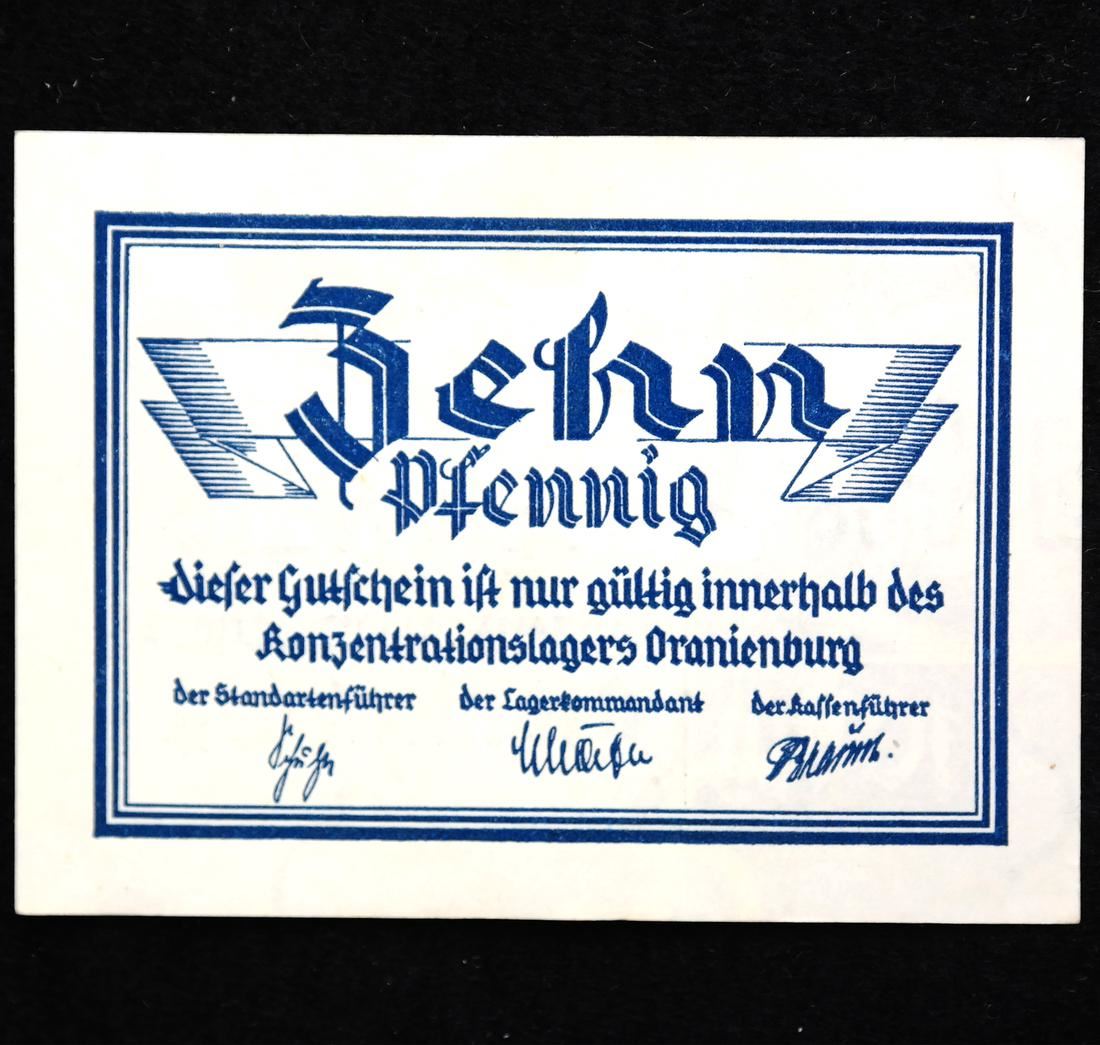 Zehn
Pfennig
dieser Gutschein ist nur gültig innerhalb des
Konzentrationslagers Oranienburg
der Standartenführer der Lagerkommandant der Kassenführer